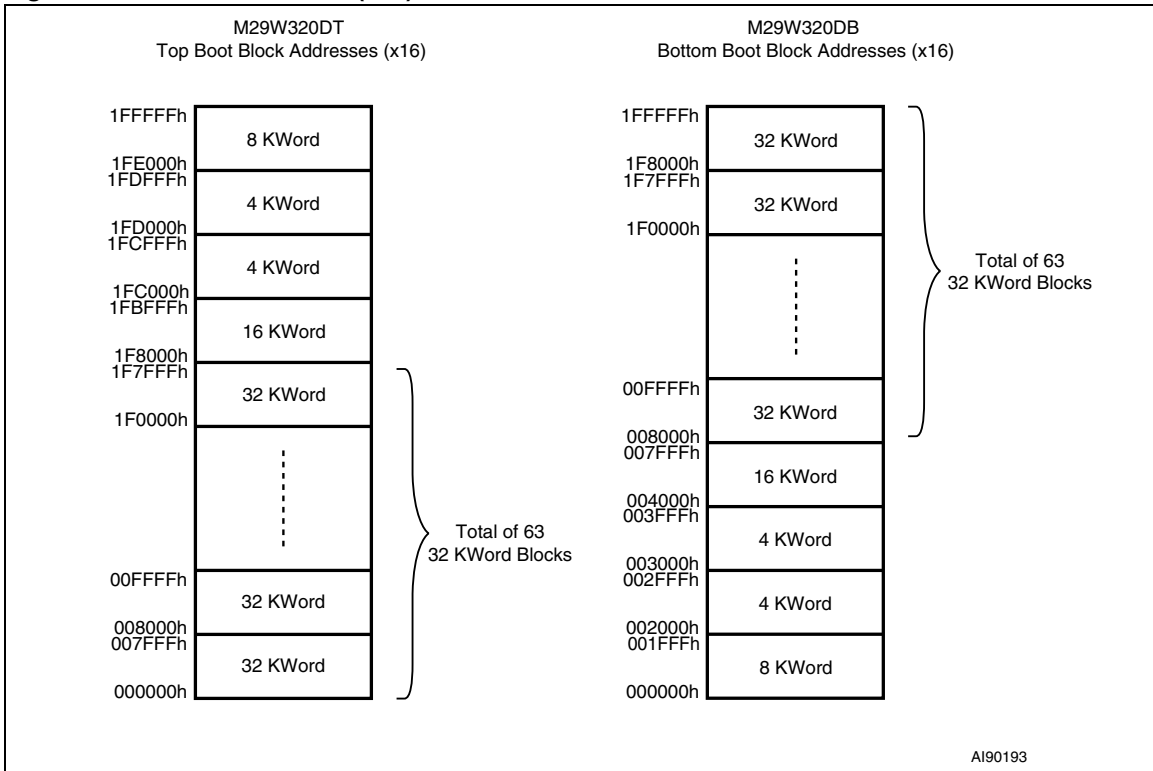 M29W320DT
Top Boot Block Addresses (x16)
1FFFFFh
8 KWord
1FE000h
1FDFFFh
4 KWord
1FD000h
1FCFFFh
4 KWord
1FC000h
1FBFFFh
16 KWord
1F8000h
1F7FFFh
32 KWord
1F0000h
Total of 63
32 KWord Blocks
00FFFFh
32 KWord
008000h
007FFFh
32 KWord
000000h
M29W320DB
Bottom Boot Block Addresses (x16)
1FFFFFh
32 KWord
1F8000h
1F7FFFh
32 KWord
1F0000h
Total of 63
32 KWord Blocks
00FFFFh
32 KWord
008000h
007FFFh
16 KWord
004000h
003FFFh
4 KWord
003000h
002FFFh
4 KWord
002000h
001FFFh
8 KWord
000000h
AI90193